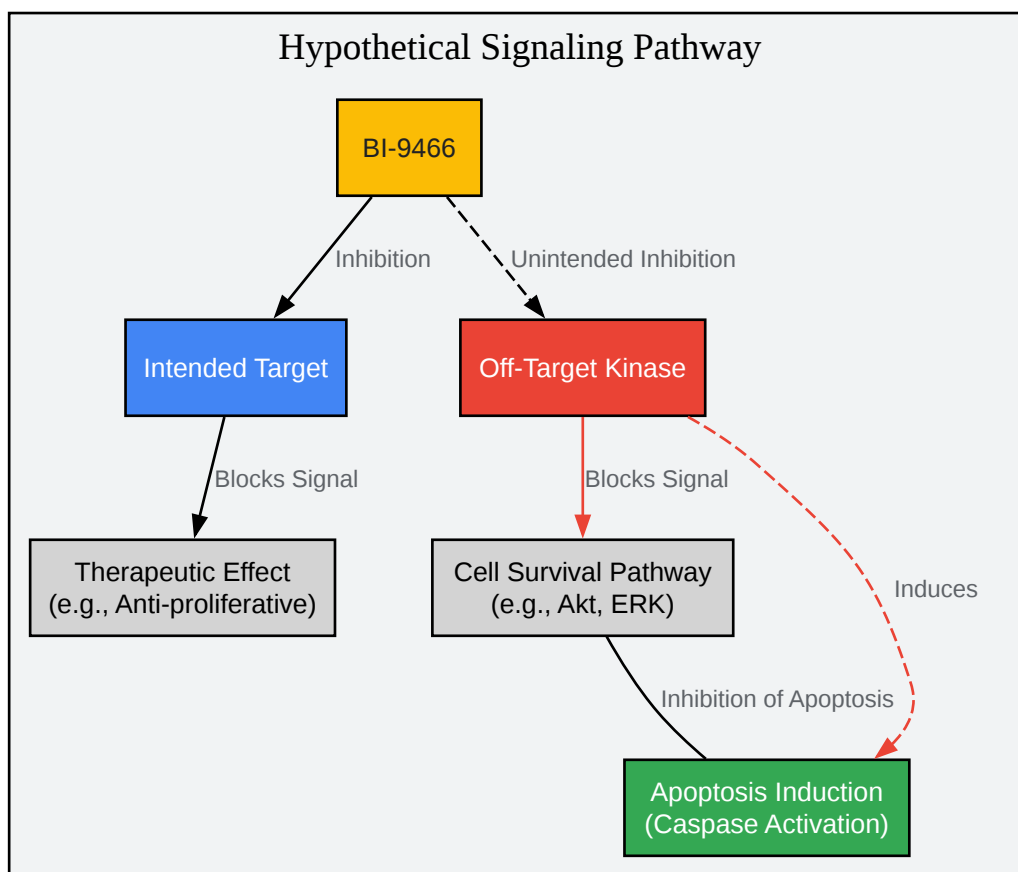 Hypothetical Signaling Pathway
BI-9466
Inhibition
Unintended Inhibition
Intended Target
Off-Target Kinase
Blocks Signal
Blocks Signal
Therapeutic Effect
(e.g., Anti-proliferative)
Cell Survival Pathway
(e.g., Akt, ERK)
Induces
Inhibition of Apoptosis
Apoptosis Induction
(Caspase Activation)